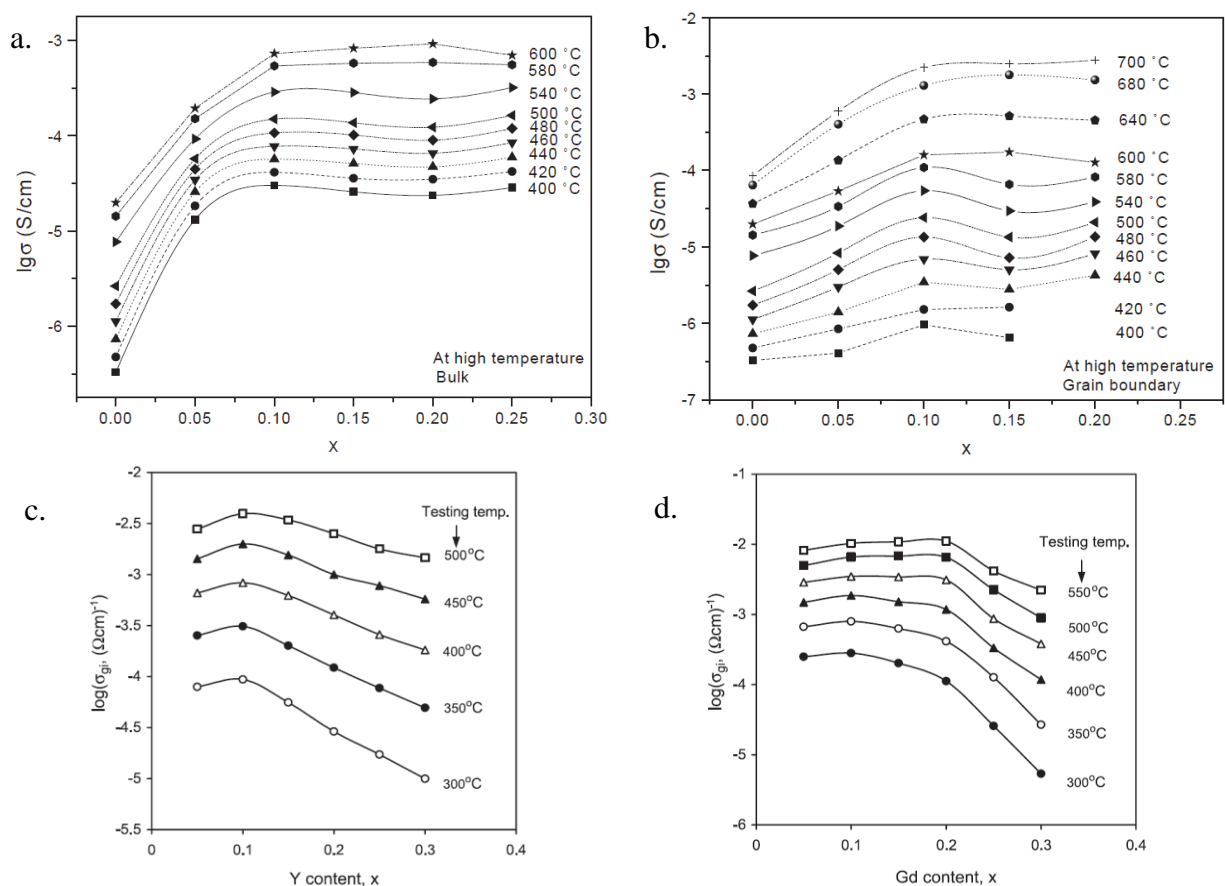 a.
-3
-4
-5
-6
lgσ (S/cm)
600 °C
580 °C
540 °C
500 °C
480 °C
460 °C
440 °C
420 °C
400 °C
At high temperature
Bulk
0.00 0.05 0.10 0.15 0.20 0.25 0.30
X
b.
-2
-3
-4
-5
-6
-7
lgσ (S/cm)
700 °C
680 °C
640 °C
600 °C
580 °C
540 °C
500 °C
480 °C
460 °C
440 °C
420 °C
400 °C
At high temperature
Grain boundary
0.00 0.05 0.10 0.15 0.20 0.25
X
c.
-2
-2.5
-3
-3.5
-4
-4.5
-5
-5.5
log(σgi, (Ωcm)-1)
Testing temp.
500°C
450°C
400°C
350°C
300°C
0 0.1 0.2 0.3 0.4
Y content, x
d.
-1
-2
-3
-4
-5
-6
log(σgi, (Ωcm)-1)
Testing temp.
550°C
500°C
450°C
400°C
350°C
300°C
0 0.1 0.2 0.3 0.4
Gd content, x